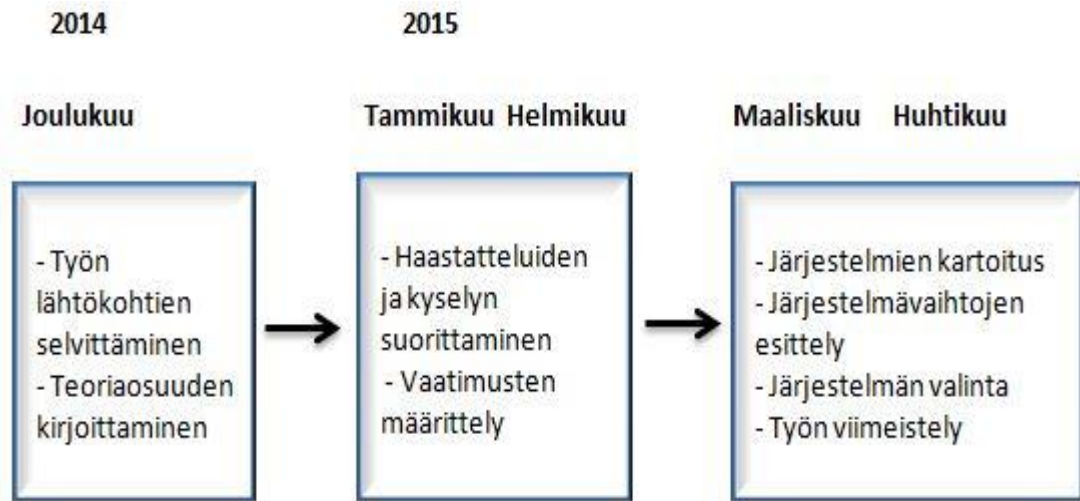 2014 2015
Joulukuu Tammikuu Helmikuu Maaliskuu Huhtikuu
- Työn
lähtökohtien
selvittäminen
- Teoriaosuuden
kirjoittaminen
- Haastatteluiden
ja kyselyn
suorittaminen
- Vaatimusten
määrittely
- Järjestelmien kartoitus
- Järjestelmävaihtojen
esittely
- Järjestelmän valinta
- Työn viimeistely